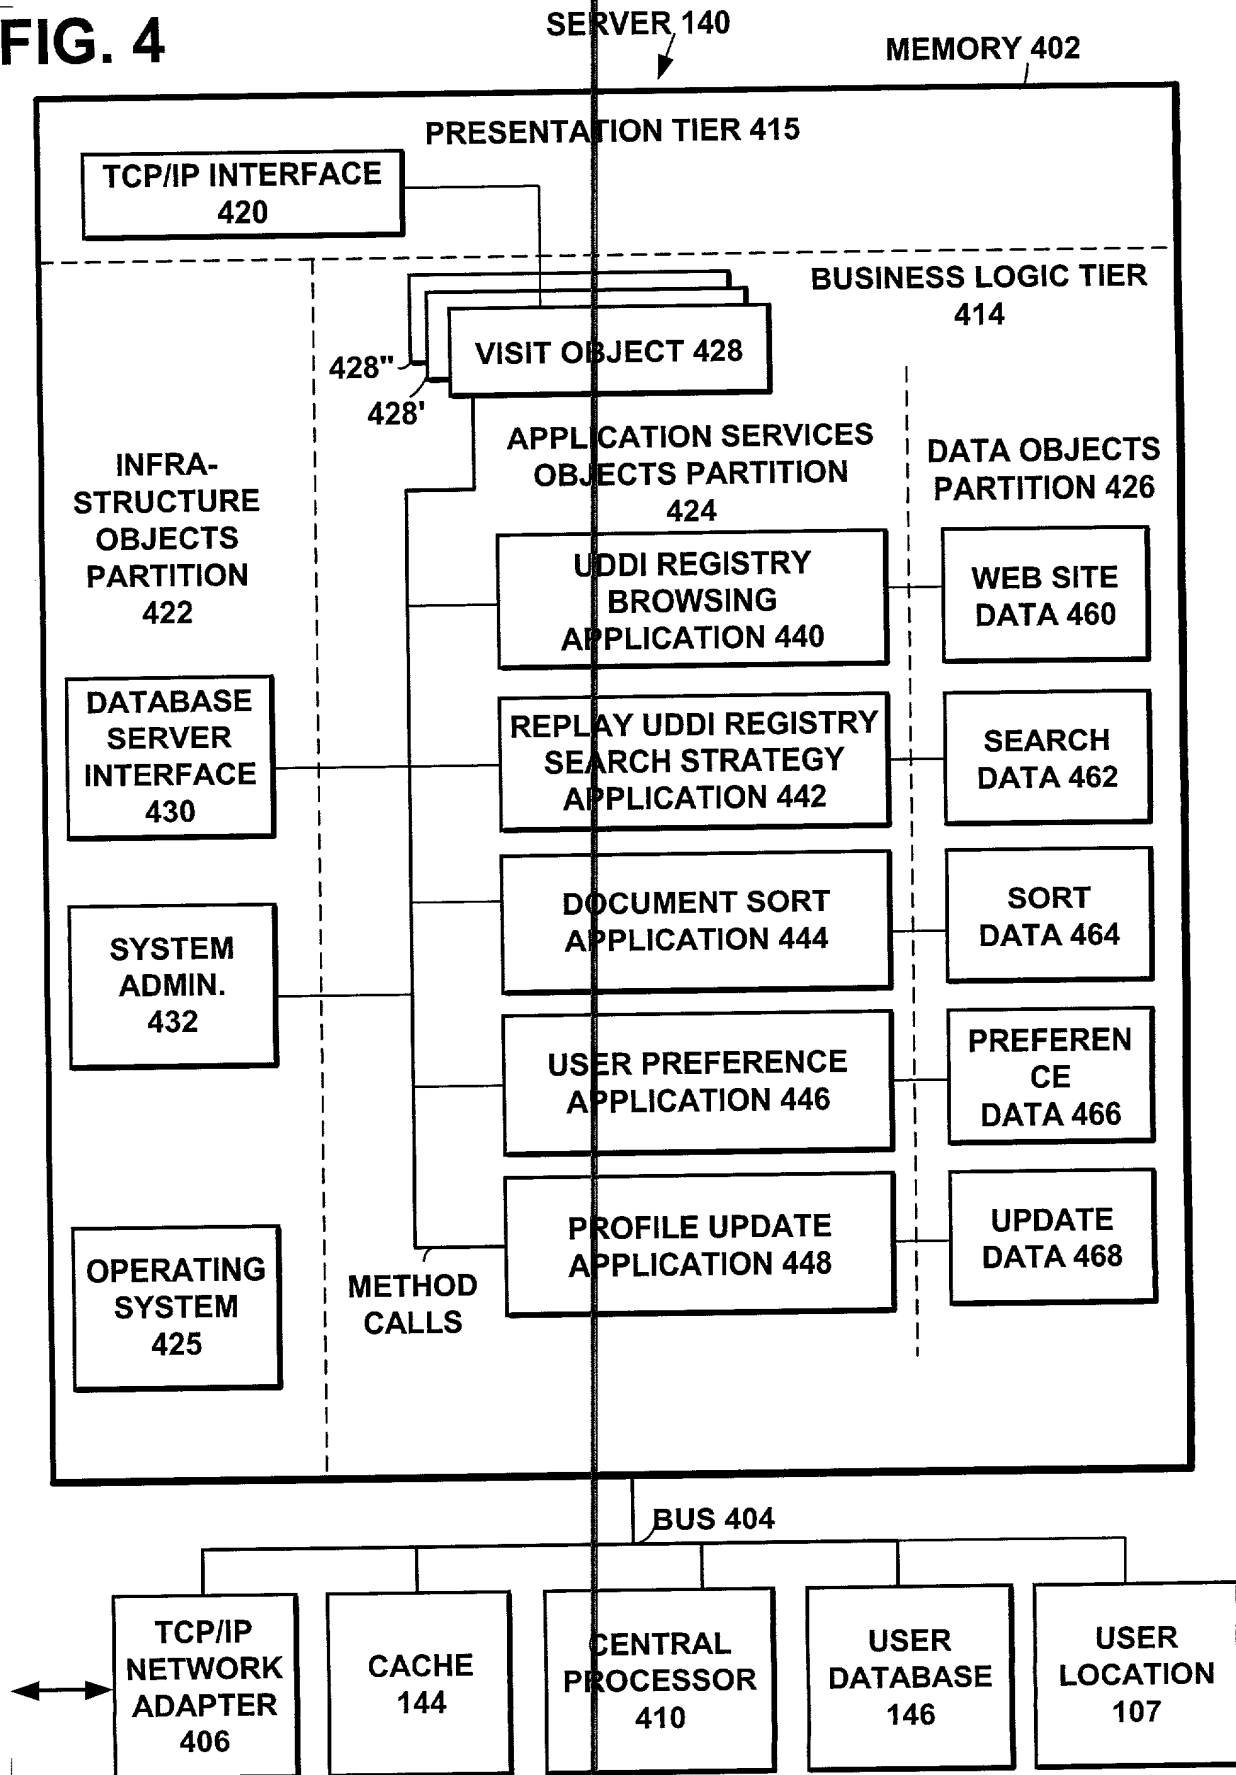 FIG. 4
SERVER 140
MEMORY 402
PRESENTATION TIER 415
TCP/IP INTERFACE
420
BUSINESS LOGIC TIER
414
VISIT OBJECT 428
428"
428'
INFRA-
STRUCTURE
OBJECTS
PARTITION
422
APPLICATION SERVICES
OBJECTS PARTITION
424
DATA OBJECTS
PARTITION 426
UDDI REGISTRY
BROWSING
APPLICATION 440
WEB SITE
DATA 460
DATABASE
SERVER
INTERFACE
430
REPLAY UDDI REGISTRY
SEARCH STRATEGY
APPLICATION 442
SEARCH
DATA 462
SYSTEM
ADMIN.
432
DOCUMENT SORT
APPLICATION 444
SORT
DATA 464
USER PREFERENCE
APPLICATION 446
PREFEREN
CE
DATA 466
OPERATING
SYSTEM
425
METHOD
CALLS
PROFILE UPDATE
APPLICATION 448
UPDATE
DATA 468
BUS 404
TCP/IP
NETWORK
ADAPTER
406
CACHE
144
CENTRAL
PROCESSOR
410
USER
DATABASE
146
USER
LOCATION
107